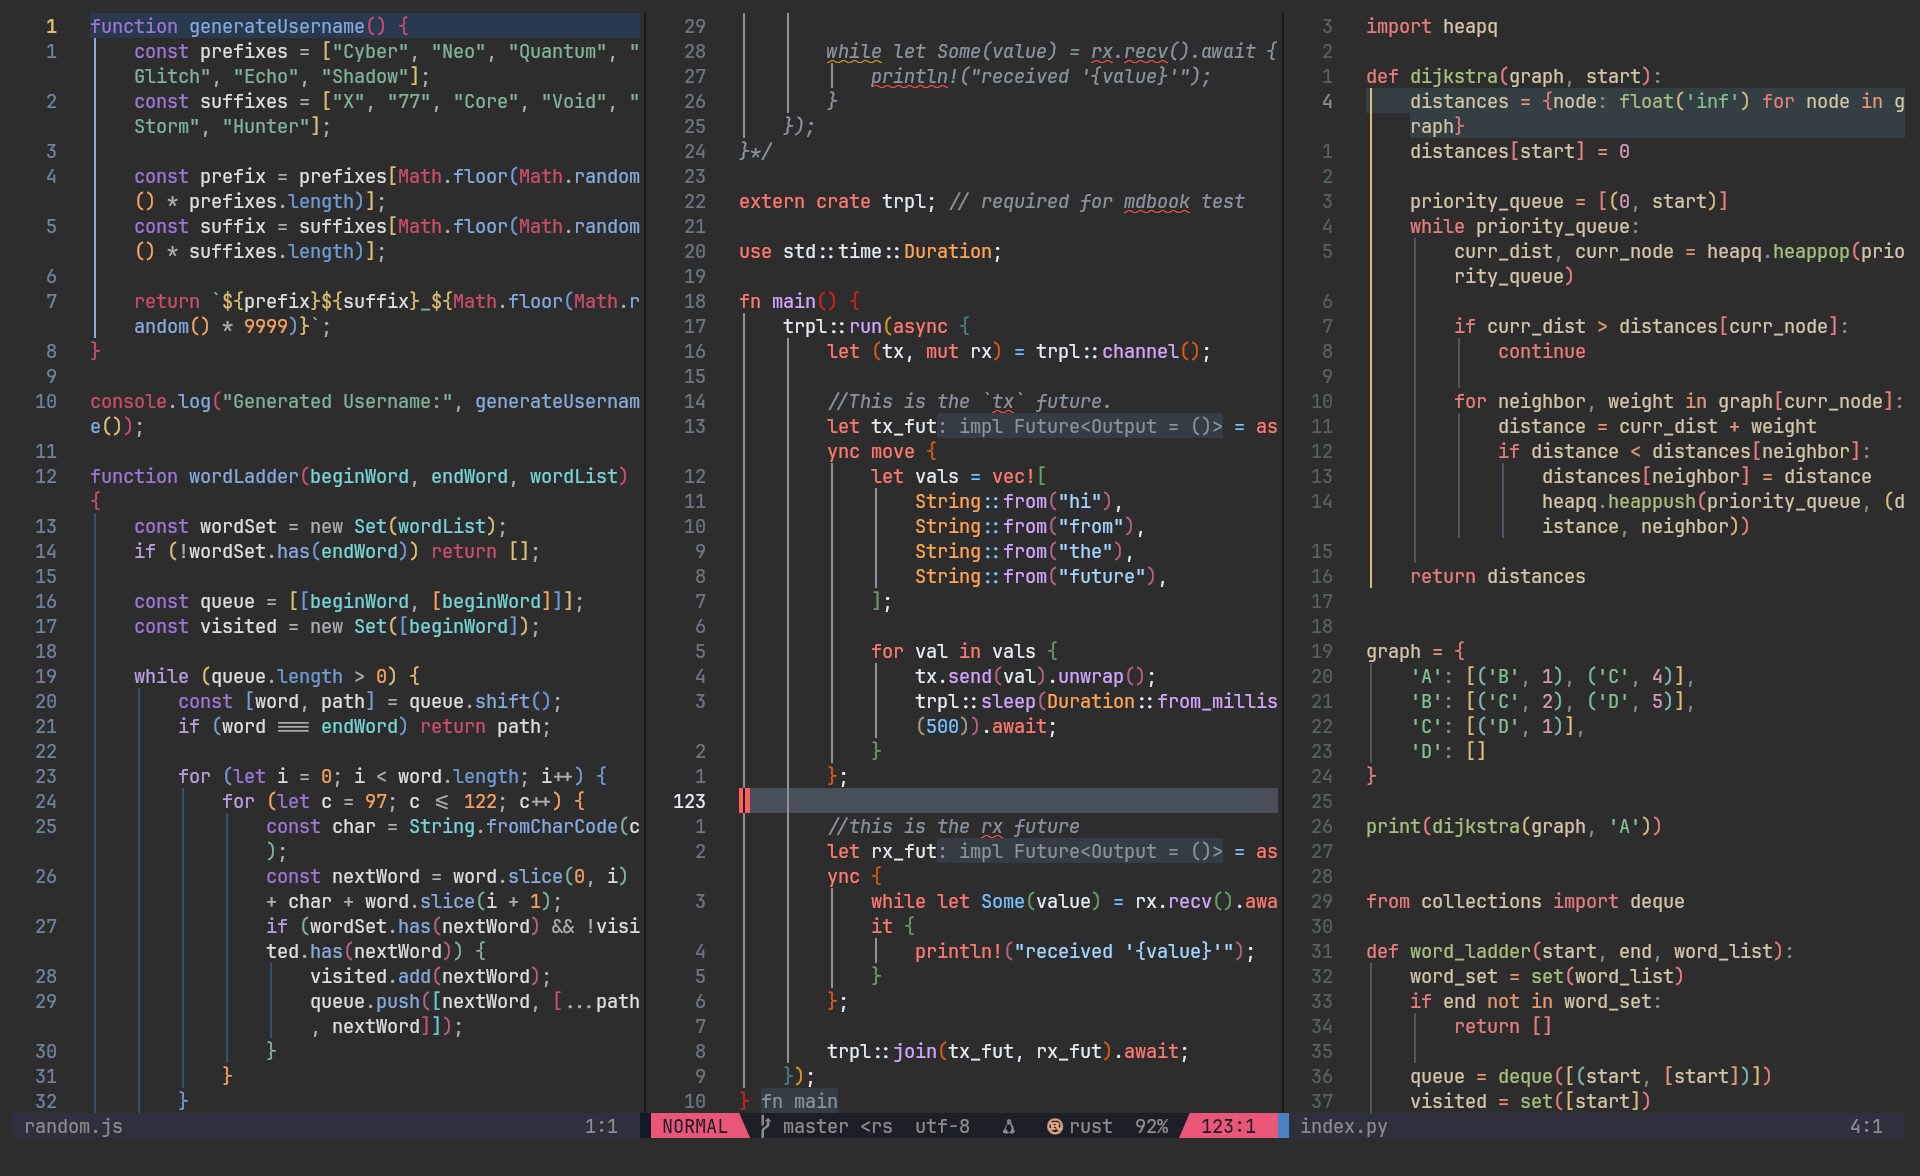 1 function generateUsername() {
1 const prefixes = ["Cyber", "Neo", "Quantum", "
Glitch", "Echo", "Shadow"];
2 const suffixes = ["X", "77", "Core", "Void", "
Storm", "Hunter"];
3
4 const prefix = prefixes[Math.floor(Math.random
() * prefixes.length)];
5 const suffix = suffixes[Math.floor(Math.random
() * suffixes.length)];
6
7 return `${prefix}${suffix}_${Math.floor(Math.r
andom() * 9999)}`;
8 }
9
10 console.log("Generated Username:", generateUsernam
e());
11
12 function wordLadder(beginWord, endWord, wordList)
{
13 const wordSet = new Set(wordList);
14 if (!wordSet.has(endWord)) return [];
15
16 const queue = [[beginWord, [beginWord]]];
17 const visited = new Set([beginWord]);
18
19 while (queue.length > 0) {
20 const [word, path] = queue.shift();
21 if (word === endWord) return path;
22
23 for (let i = 0; i < word.length; i++) {
24 for (let c = 97; c <= 122; c++) {
25 const char = String.fromCharCode(c
);
26 const nextWord = word.slice(0, i)
+ char + word.slice(i + 1);
27 if (wordSet.has(nextWord) && !visi
ted.has(nextWord)) {
28 visited.add(nextWord);
29 queue.push([nextWord, [...path
, nextWord]]);
30 }
31 }
32 }
random.js 1:1
29
28 while let Some(value) = rx.recv().await {
27 println!("received '{value}'");
26 }
25 });
24 }*/
23
22 extern crate trpl; // required for mdbook test
21
20 use std::time::Duration;
19
18 fn main() {
17 trpl::run(async {
16 let (tx, mut rx) = trpl::channel();
15
14 //This is the `tx` future.
13 let tx_fut: impl Future<Output = ()> = as
ync move {
12 let vals = vec![
11 String::from("hi"),
10 String::from("from"),
9 String::from("the"),
8 String::from("future"),
7 ];
6
5 for val in vals {
4 tx.send(val).unwrap();
3 trpl::sleep(Duration::from_millis
(500)).await;
2 }
1 };
123
1 //this is the rx future
2 let rx_fut: impl Future<Output = ()> = as
ync {
3 while let Some(value) = rx.recv().awa
it {
4 println!("received '{value}'");
5 }
6 };
7
8 trpl::join(tx_fut, rx_fut).await;
9 });
10 } fn main
NORMAL master <rs utf-8 rust 92% 123:1
3 import heapq
2
1 def dijkstra(graph, start):
4 distances = {node: float('inf') for node in g
raph}
1 distances[start] = 0
2
3 priority_queue = [(0, start)]
4 while priority_queue:
5 curr_dist, curr_node = heapq.heappop(prio
rity_queue)
6
7 if curr_dist > distances[curr_node]:
8 continue
9
10 for neighbor, weight in graph[curr_node]:
11 distance = curr_dist + weight
12 if distance < distances[neighbor]:
13 distances[neighbor] = distance
14 heapq.heappush(priority_queue, (d
istance, neighbor))
15
16 return distances
17
18
19 graph = {
20 'A': [('B', 1), ('C', 4)],
21 'B': [('C', 2), ('D', 5)],
22 'C': [('D', 1)],
23 'D': []
24 }
25
26 print(dijkstra(graph, 'A'))
27
28
29 from collections import deque
30
31 def word_ladder(start, end, word_list):
32 word_set = set(word_list)
33 if end not in word_set:
34 return []
35
36 queue = deque([(start, [start])])
37 visited = set([start])
index.py 4:1